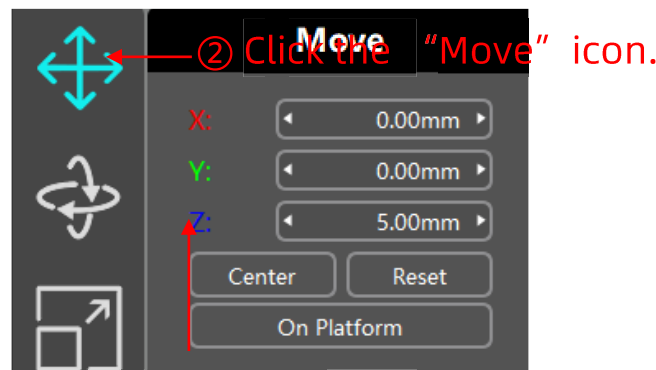 Move
② Click the “Move” icon.
X: 0.00mm
Y: 0.00mm
Z: 5.00mm
Center Reset
On Platform